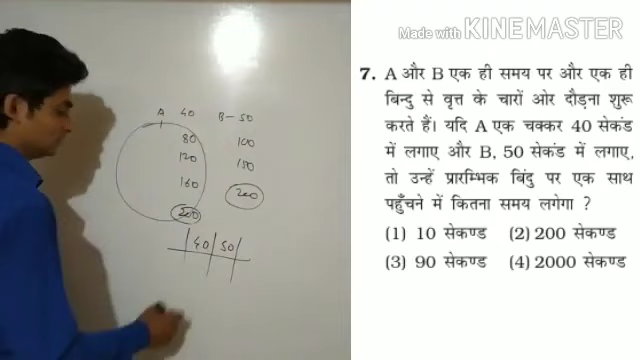 Made with KINEMASTER
7. A और B एक ही समय पर और एक ही
बिन्दु से वृत्त के चारों ओर दौड़ना शुरू
करते हैं। यदि A एक चक्कर 40 सेकंड
में लगाए और B, 50 सेकंड में लगाए,
तो उन्हें प्रारम्भिक बिंदु पर एक साथ
पहुँचने में कितना समय लगेगा ?
(1) 10 सेकण्ड (2) 200 सेकण्ड
(3) 90 सेकण्ड (4) 2000 सेकण्ड
A 40 B - 50
80 100
120 150
160 200
200
40 50